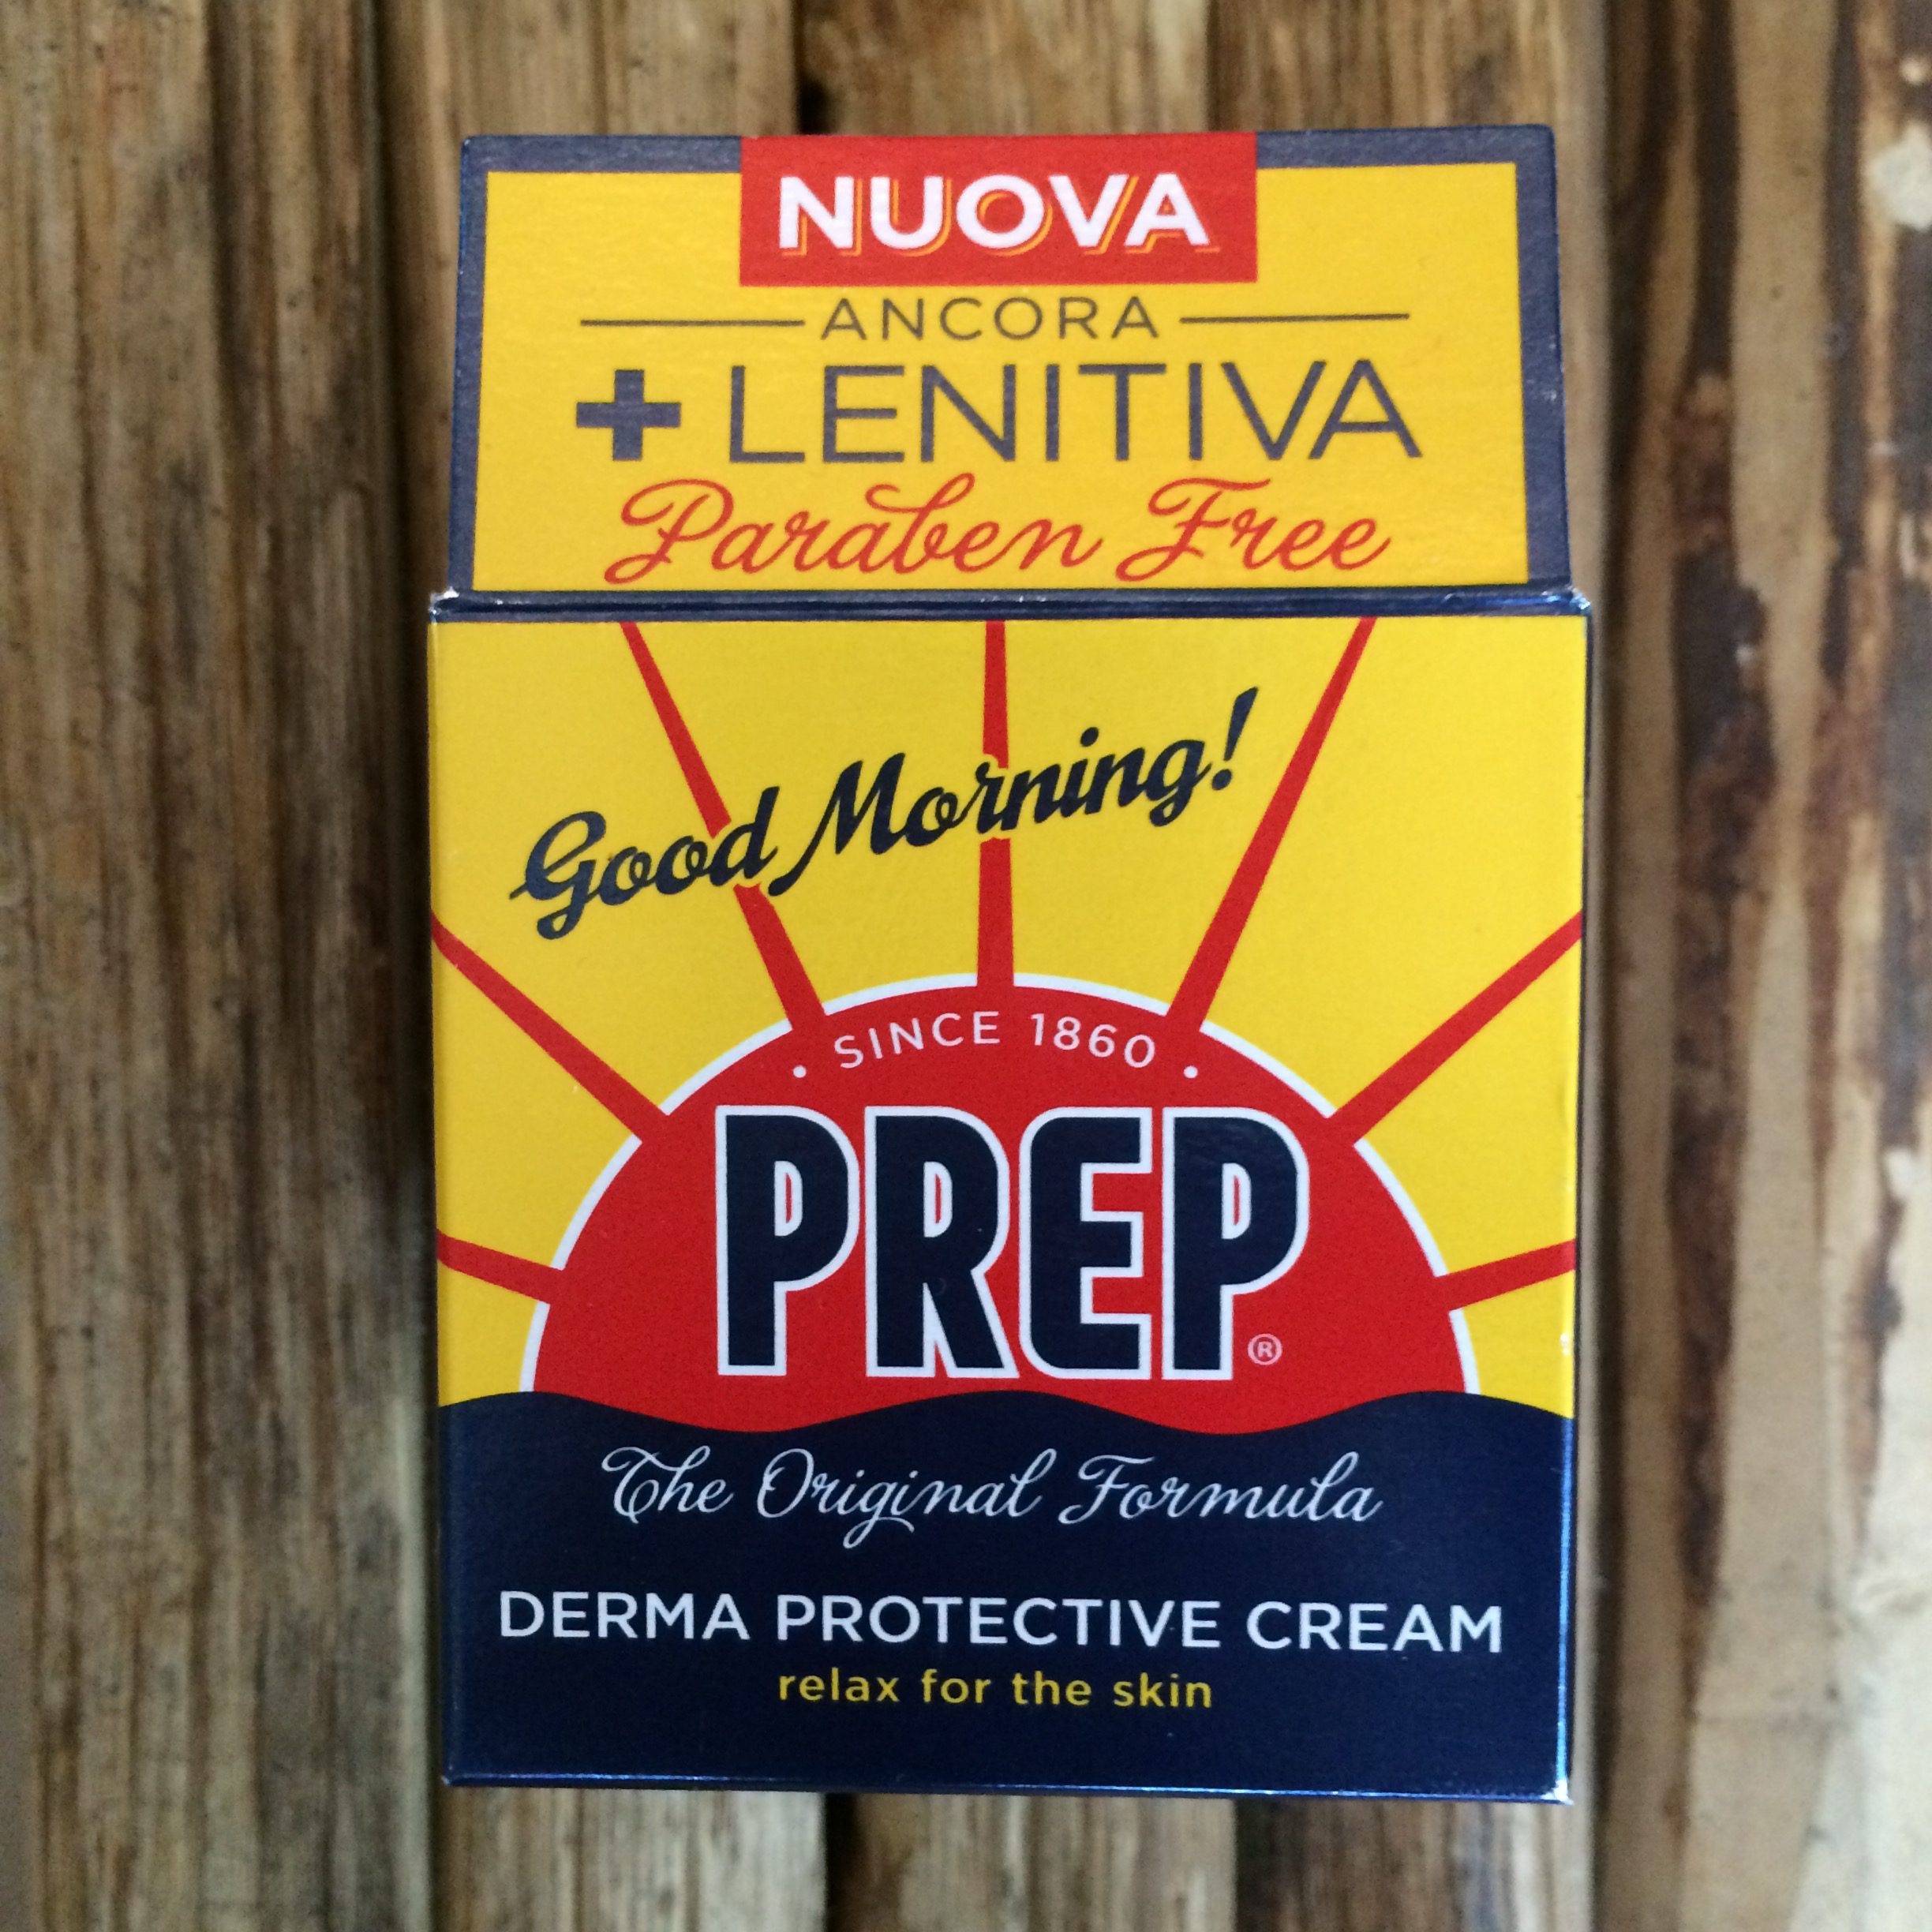 NUOVA
ANCORA
+ LENITIVA
Paraben Free
Good Morning!
· SINCE 1860 ·
PREP®
The Original Formula
DERMA PROTECTIVE CREAM
relax for the skin